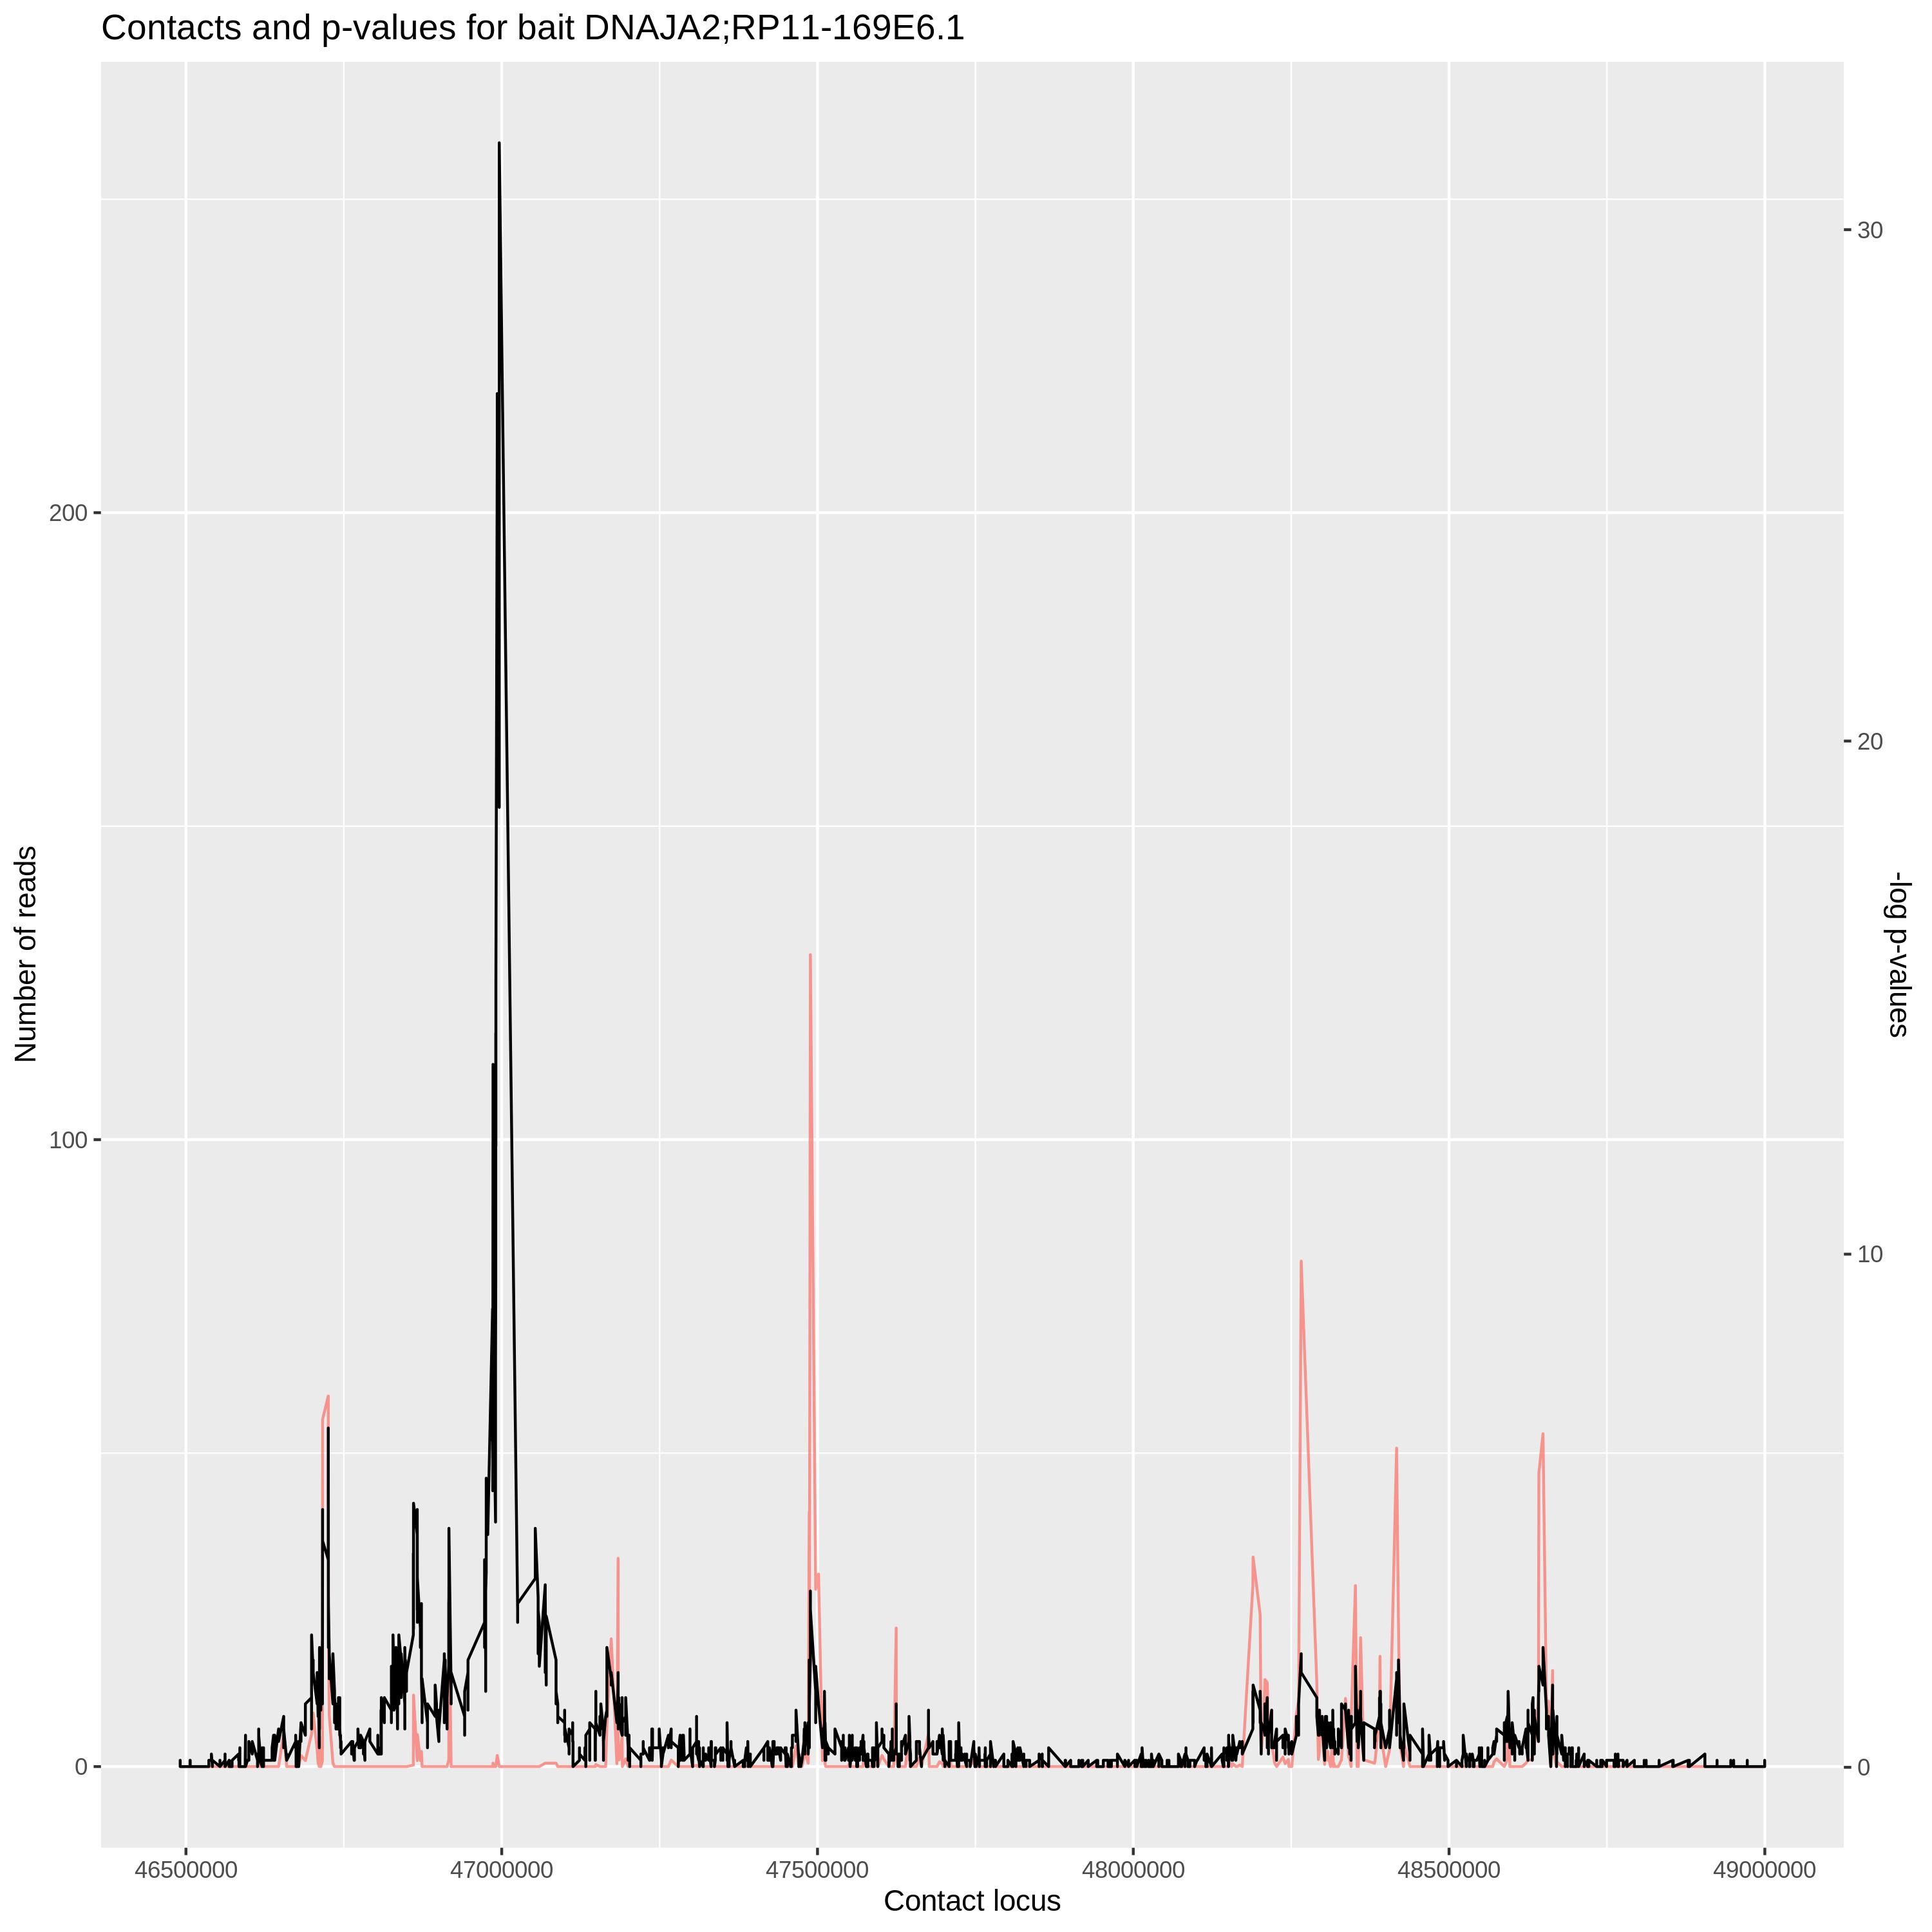 Contacts and p-values for bait DNAJA2;RP11-169E6.1
Number of reads
200
100
0
30
20
10
0
-log p-values
46500000 47000000 47500000 48000000 48500000 49000000
Contact locus